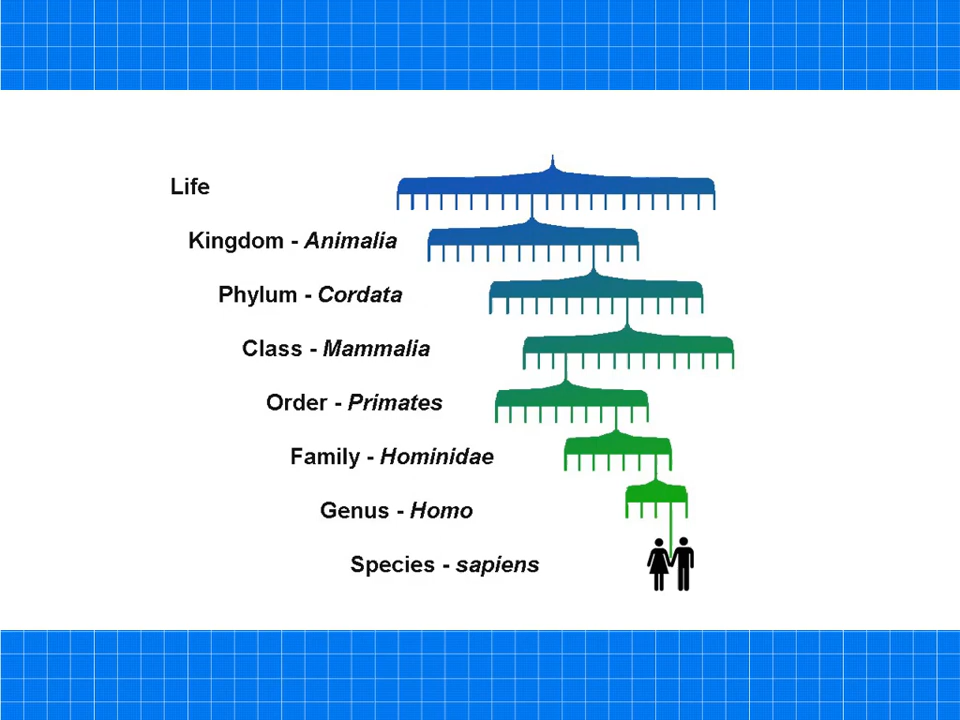 Life
Kingdom - Animalia
Phylum - Cordata
Class - Mammalia
Order - Primates
Family - Hominidae
Genus - Homo
Species - sapiens